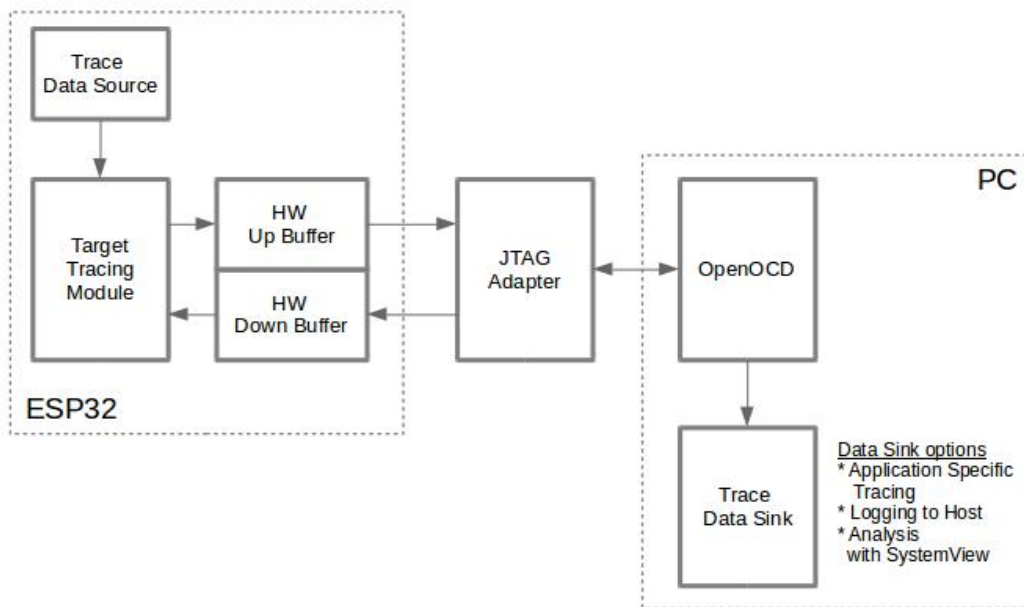 Trace
Data Source
Target
Tracing
Module
HW
Up Buffer
HW
Down Buffer
ESP32
JTAG
Adapter
PC
OpenOCD
Trace
Data Sink
Data Sink options
* Application Specific
Tracing
* Logging to Host
* Analysis
with SystemView